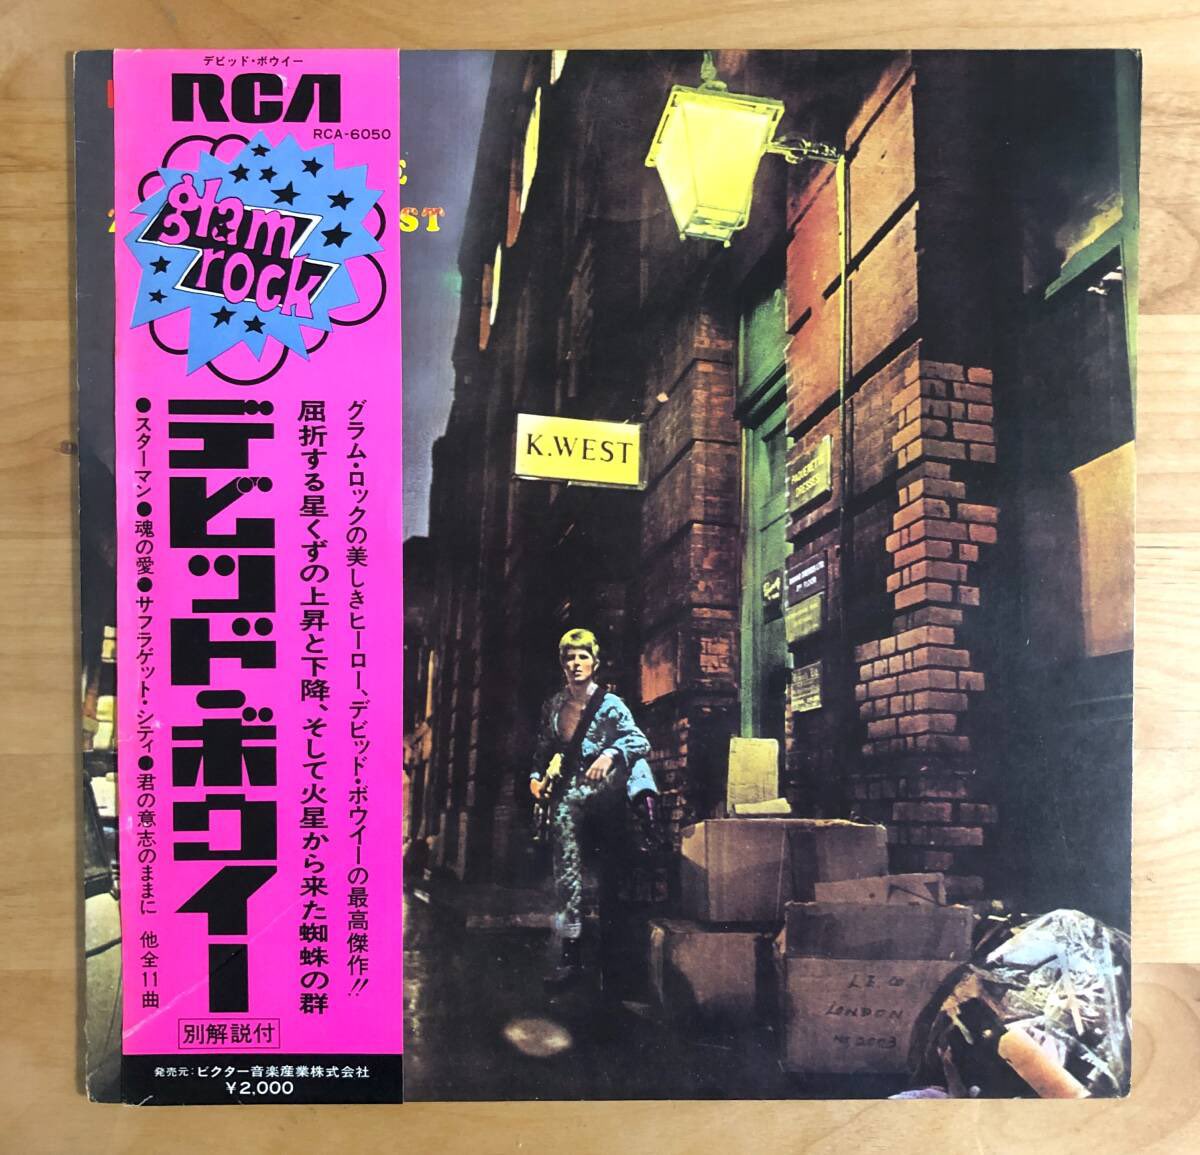 デビッド・ボウイー
RCA
RCA-6050
glam
rock
グラム・ロックの美しきヒーロー、デビッド・ボウイーの最高傑作!!
屈折する星くずの上昇と下降、そして火星から来た蜘蛛の群
デビッド・ボウイー
●スターマン●魂の愛●サフラゲット・シティ●君の意志のままに 他全11曲
別解説付
発売元:ビクター音楽産業株式会社
¥2,000
E
ST
K.WEST
L.E. CO
LONDON